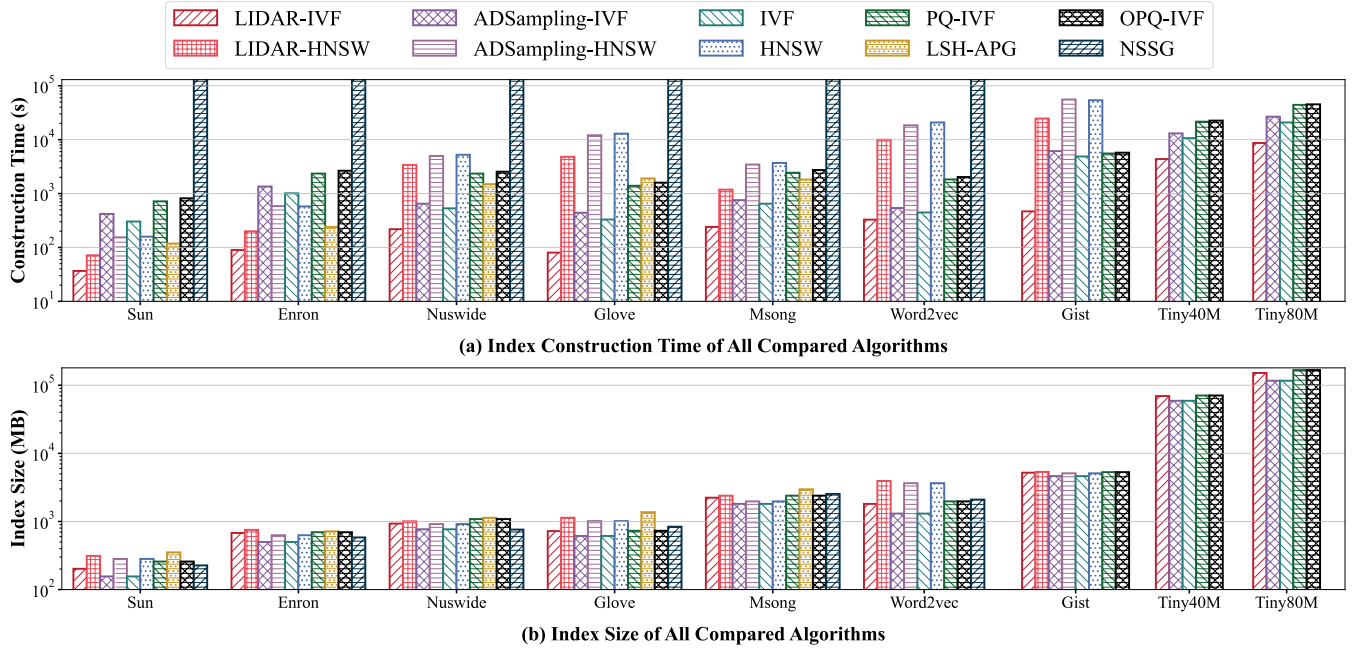 LIDAR-IVF ADSampling-IVF IVF PQ-IVF OPQ-IVF
LIDAR-HNSW ADSampling-HNSW HNSW LSH-APG NSSG
Construction Time (s)
10^5
10^4
10^3
10^2
10^1
Sun Enron Nuswide Glove Msong Word2vec Gist Tiny40M Tiny80M
(a) Index Construction Time of All Compared Algorithms
Index Size (MB)
10^5
10^4
10^3
10^2
Sun Enron Nuswide Glove Msong Word2vec Gist Tiny40M Tiny80M
(b) Index Size of All Compared Algorithms